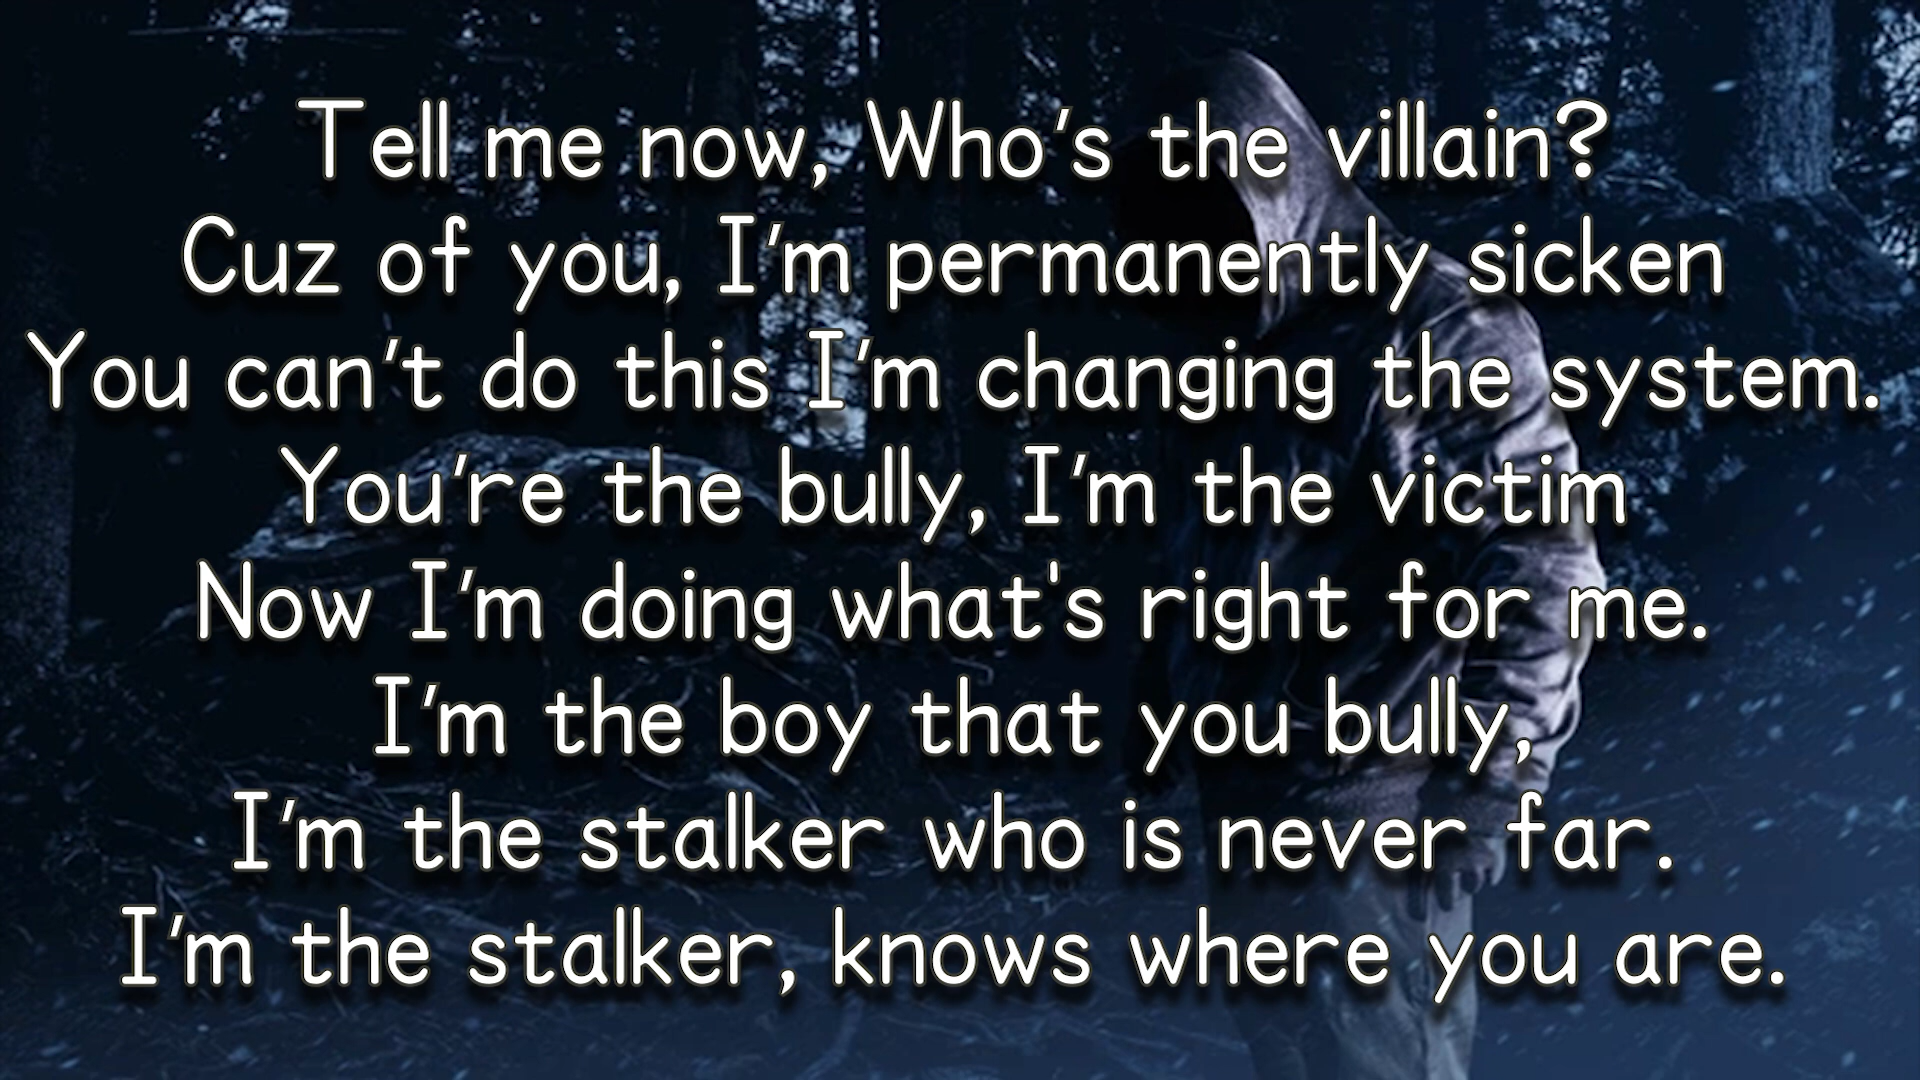 Tell me now, Who's the villain?
Cuz of you, I'm permanently sicken
You can't do this I'm changing the system.
You're the bully, I'm the victim
Now I'm doing what's right for me.
I'm the boy that you bully,
I'm the stalker who is never far.
I'm the stalker, knows where you are.